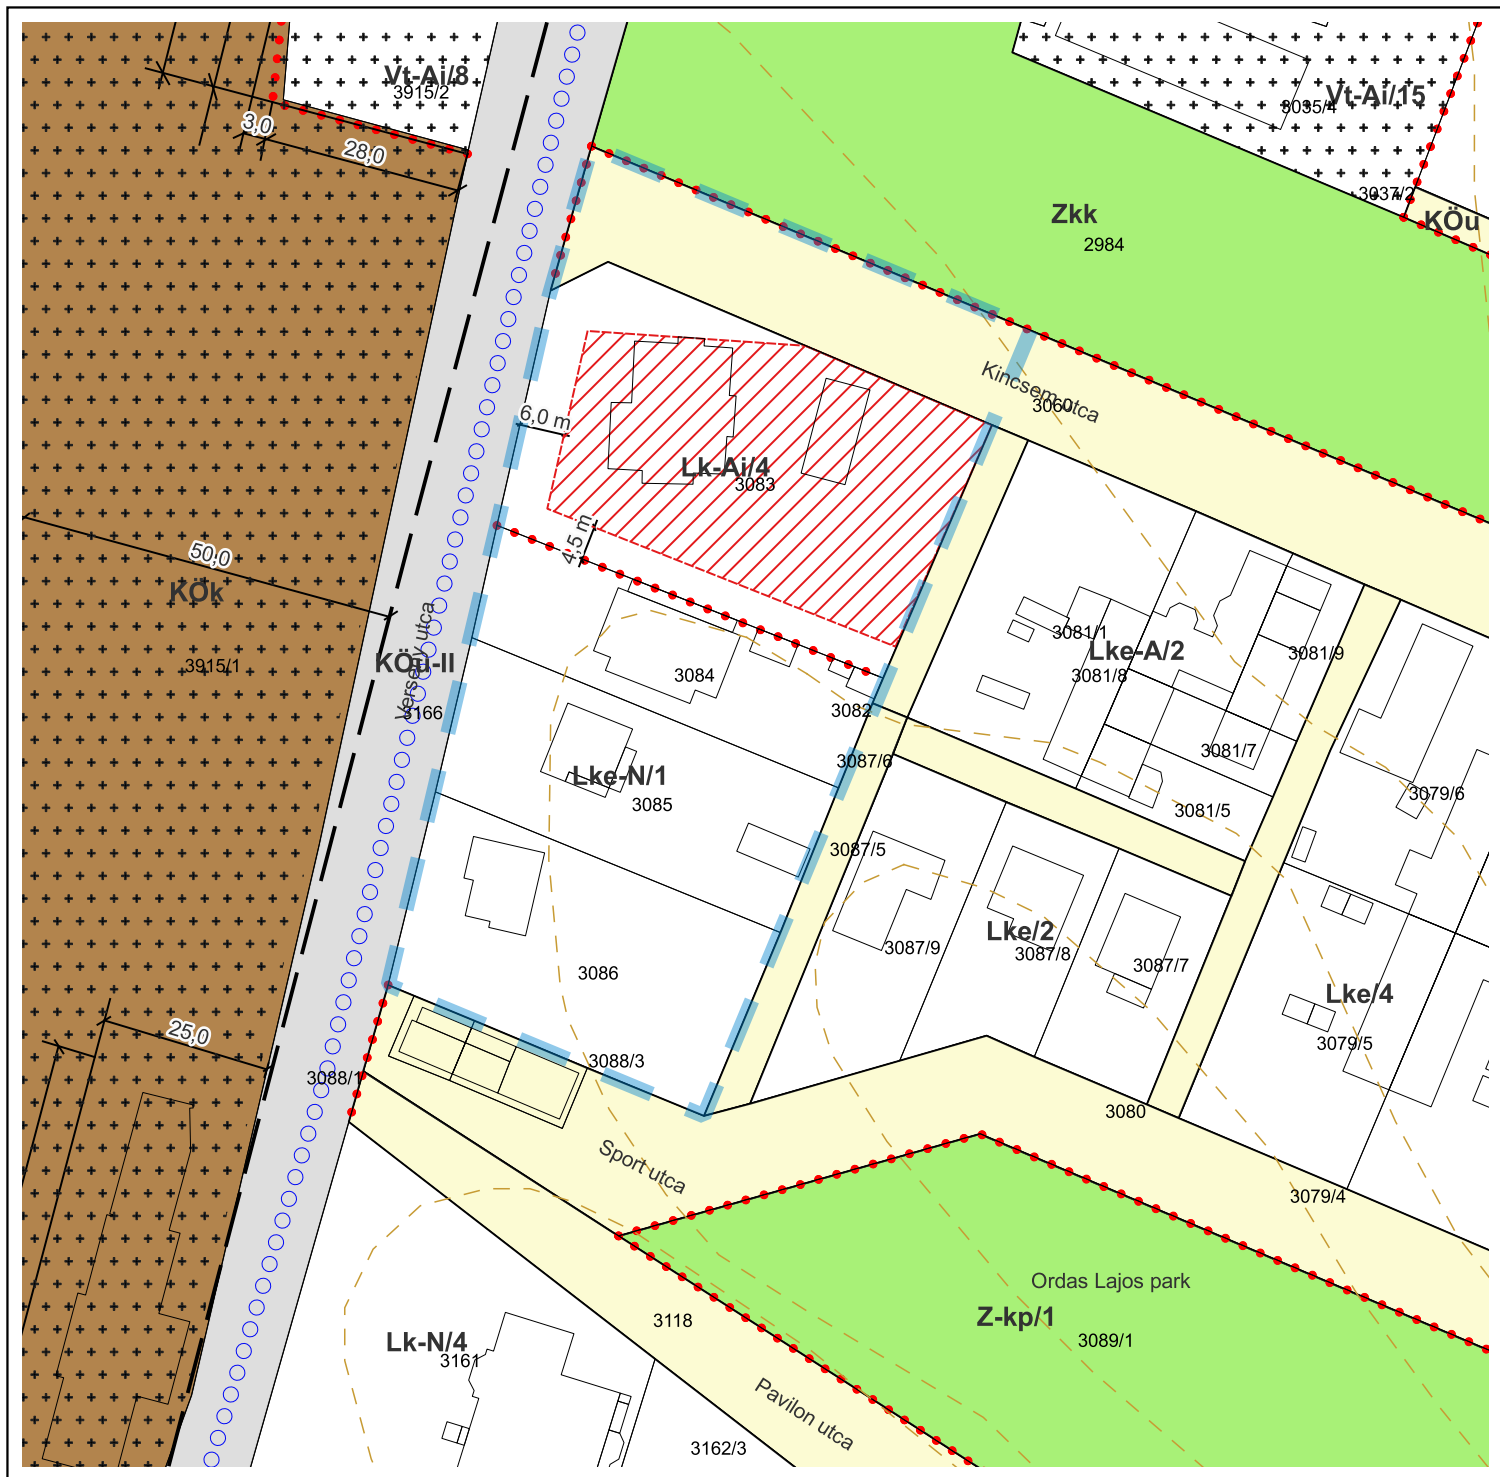 Vt-Ai/8
3915/2
Vt-Ai/15
8035/4
3,0
28,0
3037/2
Zkk
KÖu
2984
Kincsem utca
3060
6,0 m
Lk-Ai/4
3083
4,5 m
50,0
KÖk
3915/1
Verseny utca
KÖu-II
3166
3081/1
Lke-A/2
3081/9
3081/8
3084
3082
3087/6
3081/7
Lke-N/1
3085
3081/5
3079/6
3087/5
Lke/2
3087/9
3087/8
3087/7
3086
Lke/4
25,0
3079/5
3088/3
3088/1
3080
Sport utca
3079/4
Ordas Lajos park
Z-kp/1
3118
3089/1
Lk-N/4
3161
Pavilon utca
3162/3